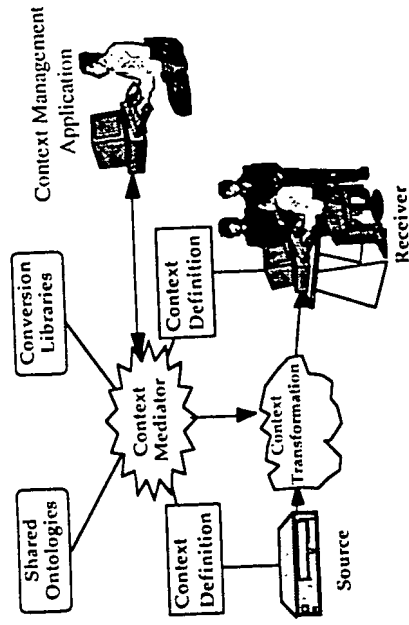 Shared
Ontologies
Conversion
Libraries
Context Management
Application
Context
Mediator
Context
Definition
Context
Definition
Context
Transformation
Source
Receiver